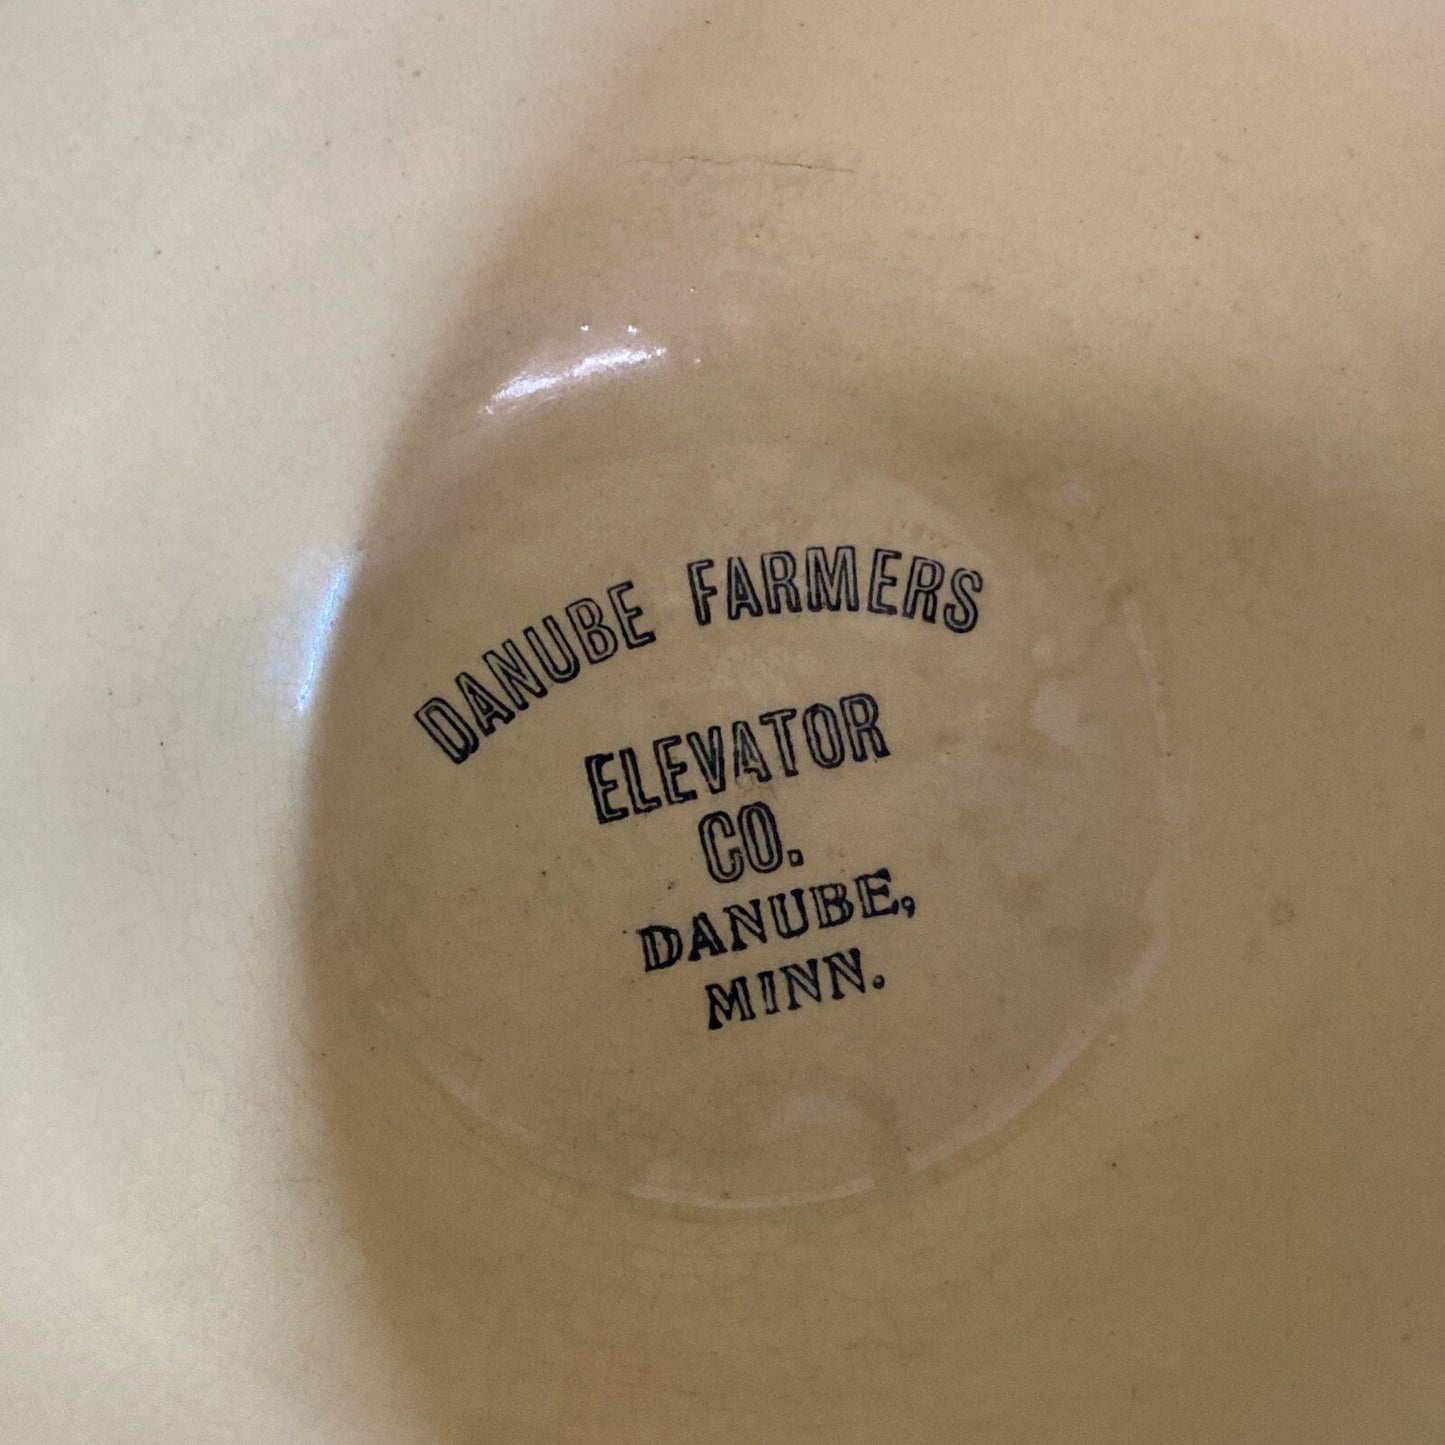 DANUBE FARMERS
ELEVATOR
CO.
DANUBE,
MINN.